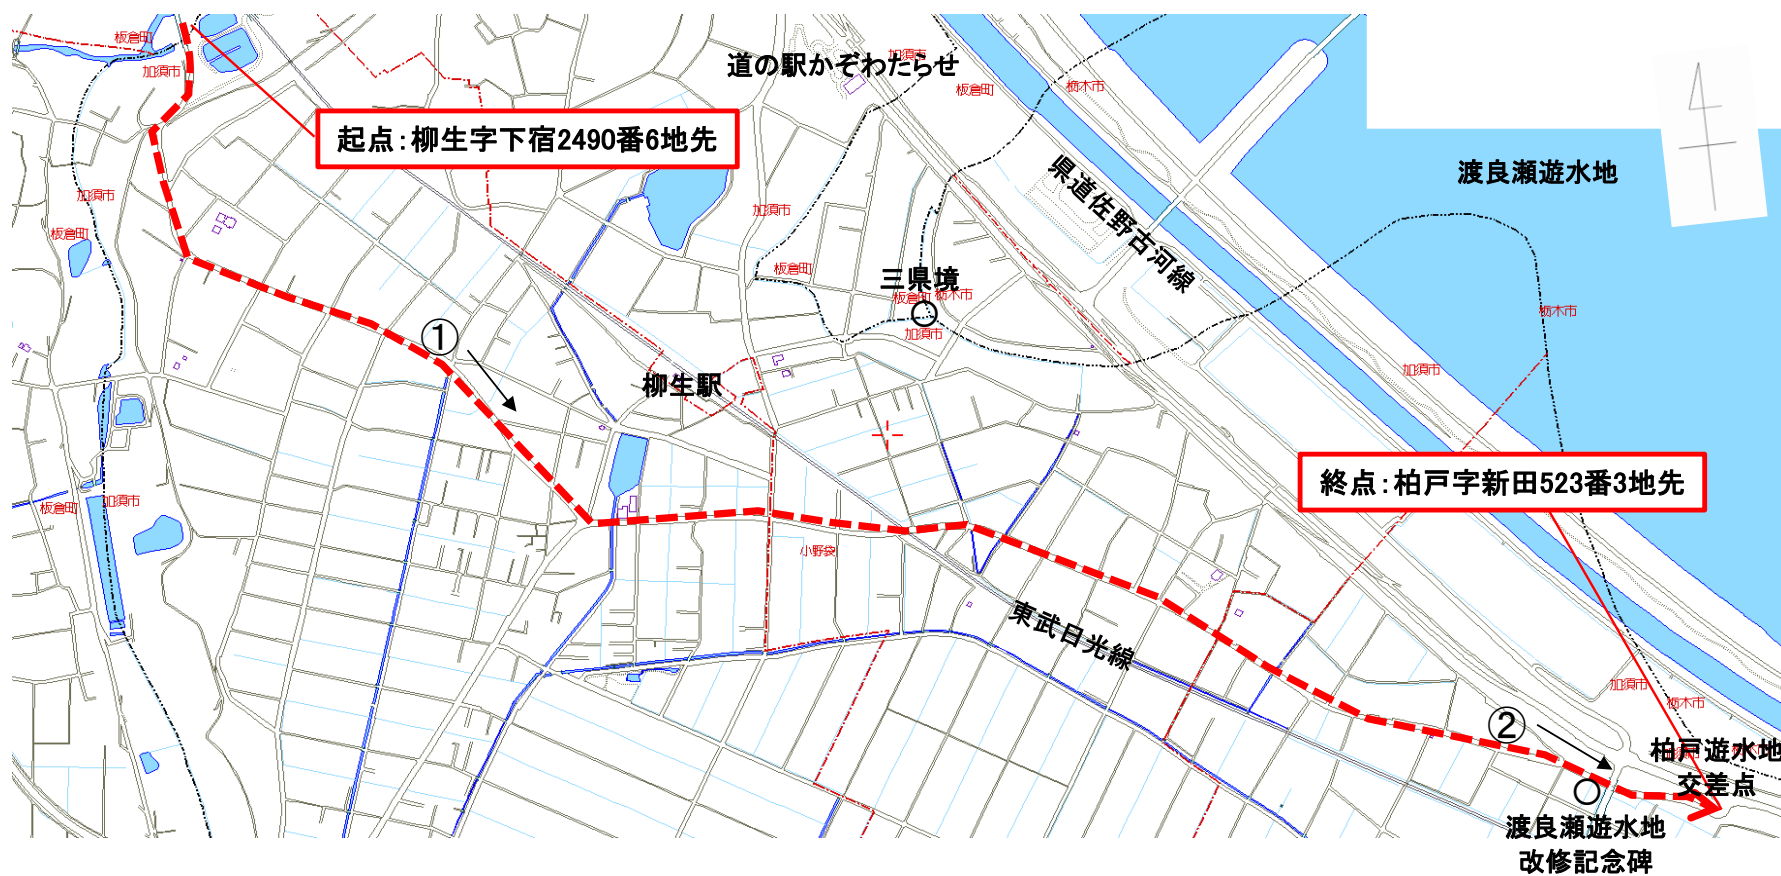 板倉町
加須市
道の駅かぞわたらせ
加須市
板倉町
栃木市
起点:柳生字下宿2490番6地先
渡良瀬遊水地
県道佐野古河線
加須市
板倉町
加須市
板倉町
三県境
板倉町
栃木市
加須市
栃木市
①
柳生駅
加須市
板倉町
加須市
終点:柏戸字新田523番3地先
小野袋
東武日光線
加須市
栃木市
②
柏戸遊水地
交差点
渡良瀬遊水地
改修記念碑